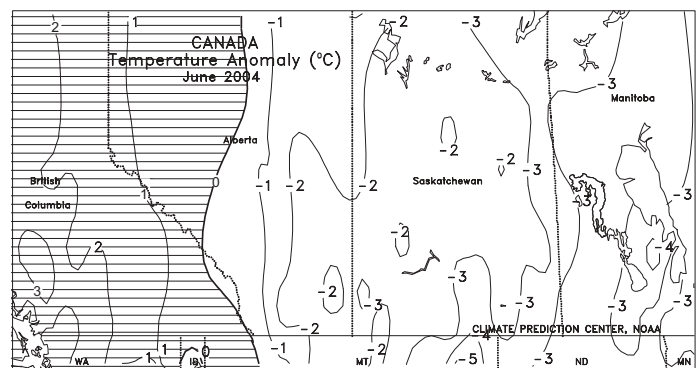 CANADA
Temperature Anomaly (°C)
June 2004
2
1
-1
-2
-3
-3
Manitoba
Alberta
-2
-2
-3
British
Columbia
1
0
-1
-2
-2
Saskatchewan
-3
-3
2
-2
-4
3
-2
-3
-3
-3
-3
-3
-2
CLIMATE PREDICTION CENTER, NOAA
-4
WA
1
1
ID
0
-1
MT
-2
-5
-3
ND
MN